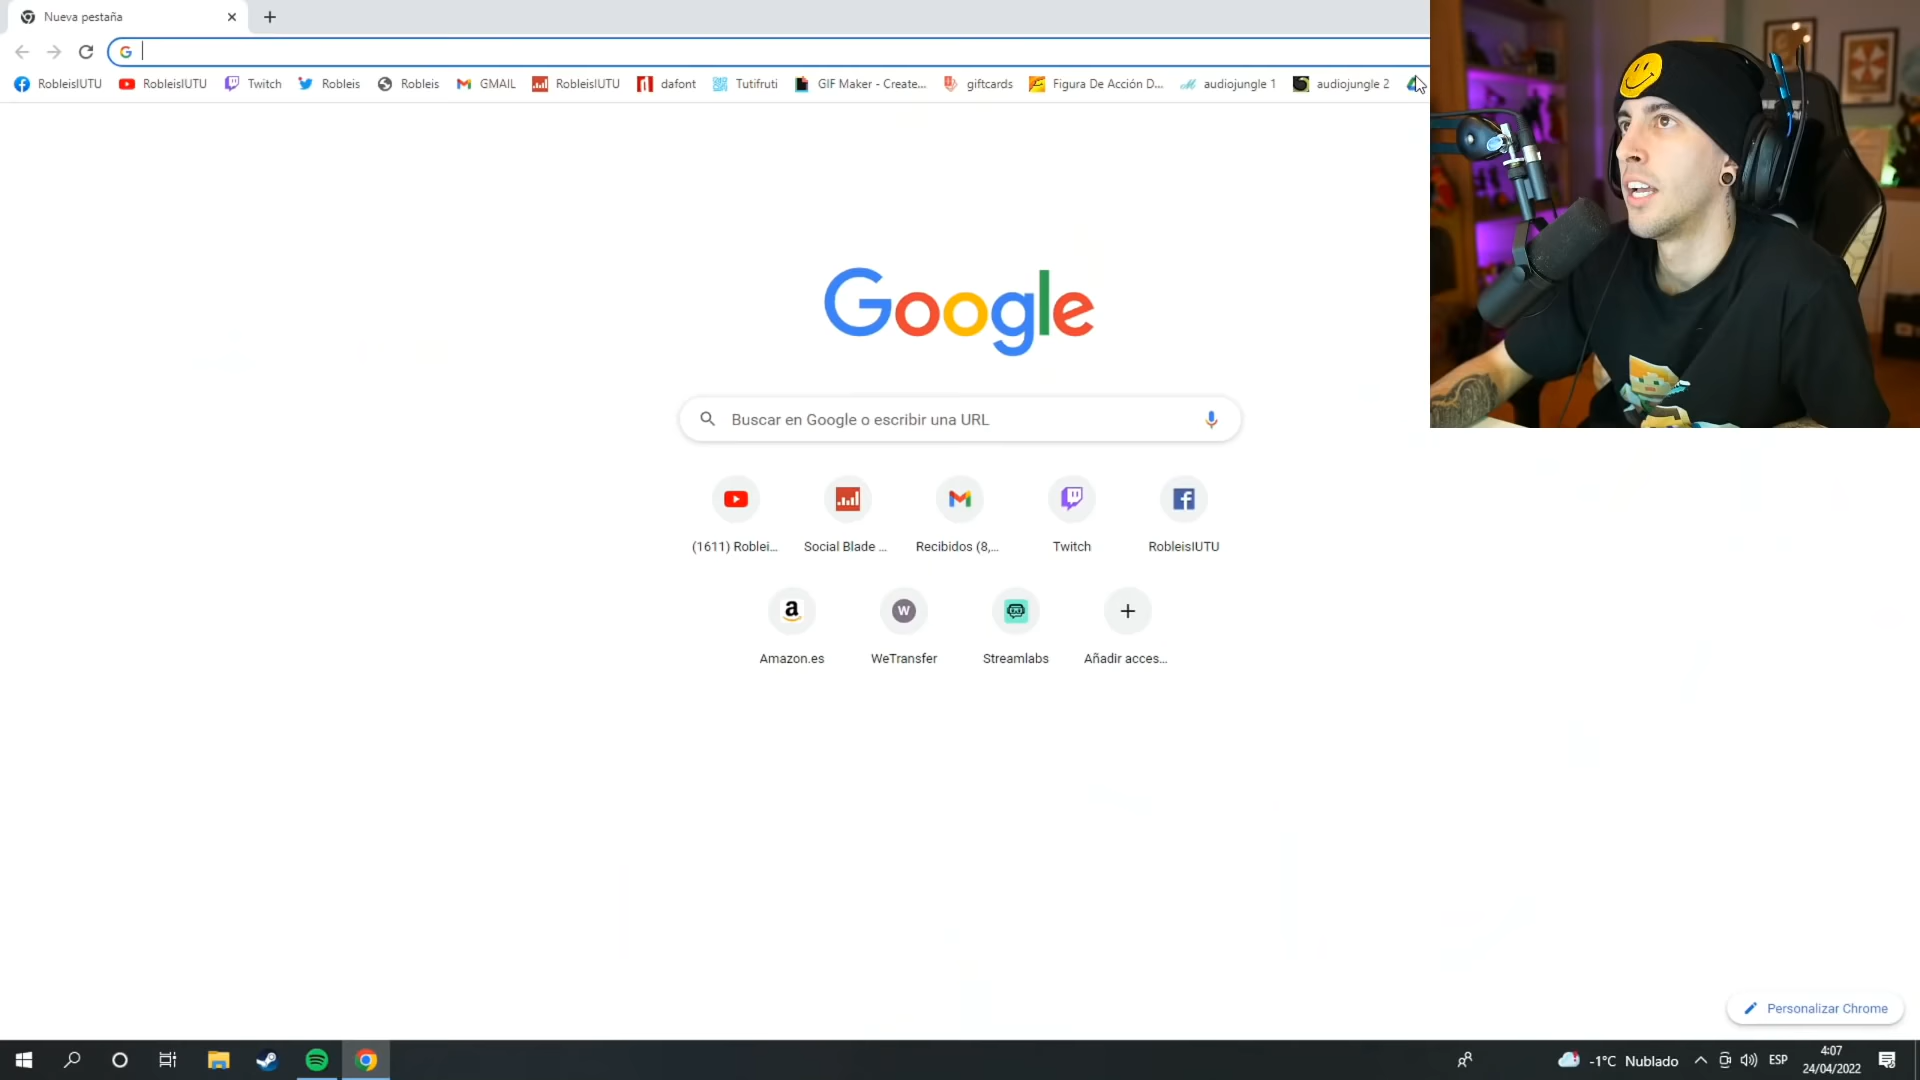 Nueva pestaña
RobleisIUTU RobleisIUTU Twitch Robleis Robleis GMAIL RobleisIUTU dafont Tutifruti GIF Maker - Create... giftcards Figura De Acción D... audiojungle 1 audiojungle 2
Google
Buscar en Google o escribir una URL
(1611) Roblei... Social Blade ... Recibidos (8,... Twitch RobleisIUTU
W
Amazon.es WeTransfer Streamlabs Añadir acces...
Personalizar Chrome
-1°C Nublado ESP 4:07
24/04/2022